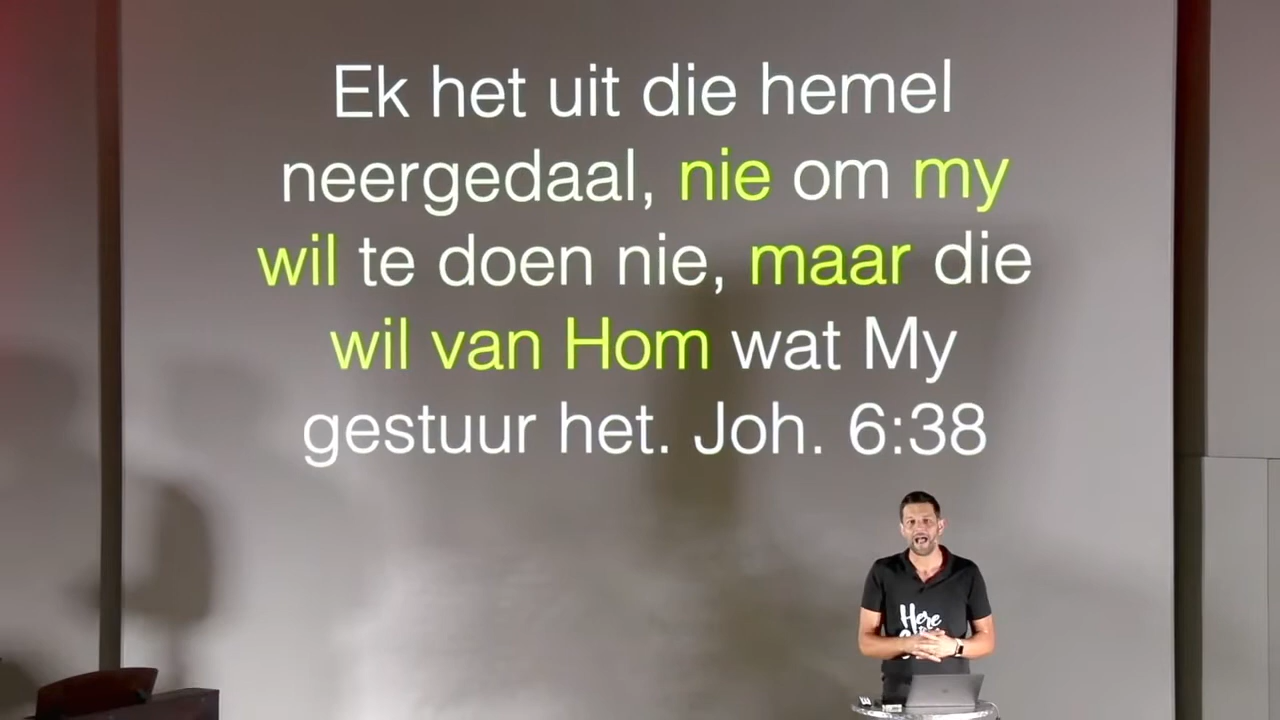 Ek het uit die hemel
neergedaal, nie om my
wil te doen nie, maar die
wil van Hom wat My
gestuur het. Joh. 6:38
Here